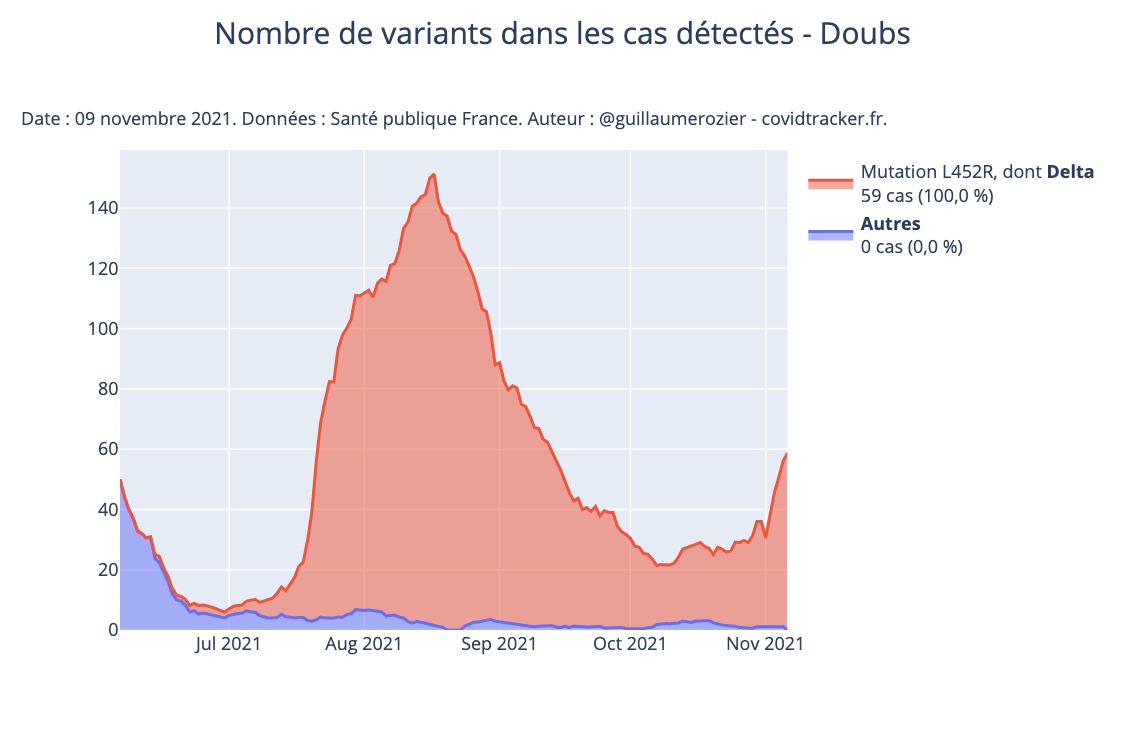 Nombre de variants dans les cas détectés - Doubs
Date : 09 novembre 2021. Données : Santé publique France. Auteur : @guillaumerozier - covidtracker.fr.
Mutation L452R, dont Delta
59 cas (100,0 %)
Autres
0 cas (0,0 %)
140
120
100
80
60
40
20
0
Jul 2021 Aug 2021 Sep 2021 Oct 2021 Nov 2021